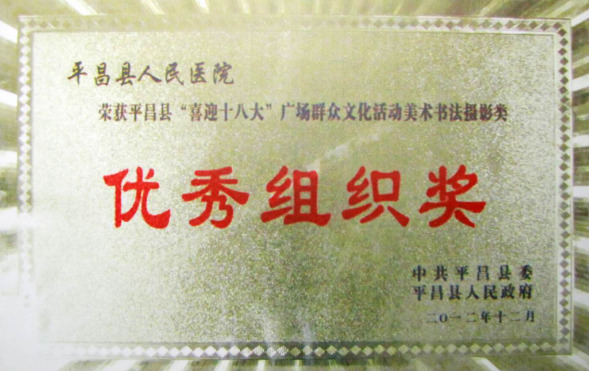 平昌县人民医院
荣获平昌县“喜迎十八大”广场群众文化活动美术书法摄影类
优秀组织奖
中共平昌县委
平昌县人民政府
二〇一二年十二月